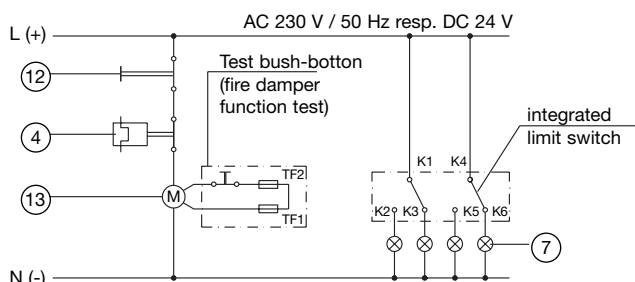 AC 230 V / 50 Hz resp. DC 24 V
L (+)
12
Test bush-botton
(fire damper
function test)
integrated
limit switch
4
K1
K4
TF2
13
M
TF1
K2
K3
K5
K6
7
N (-)